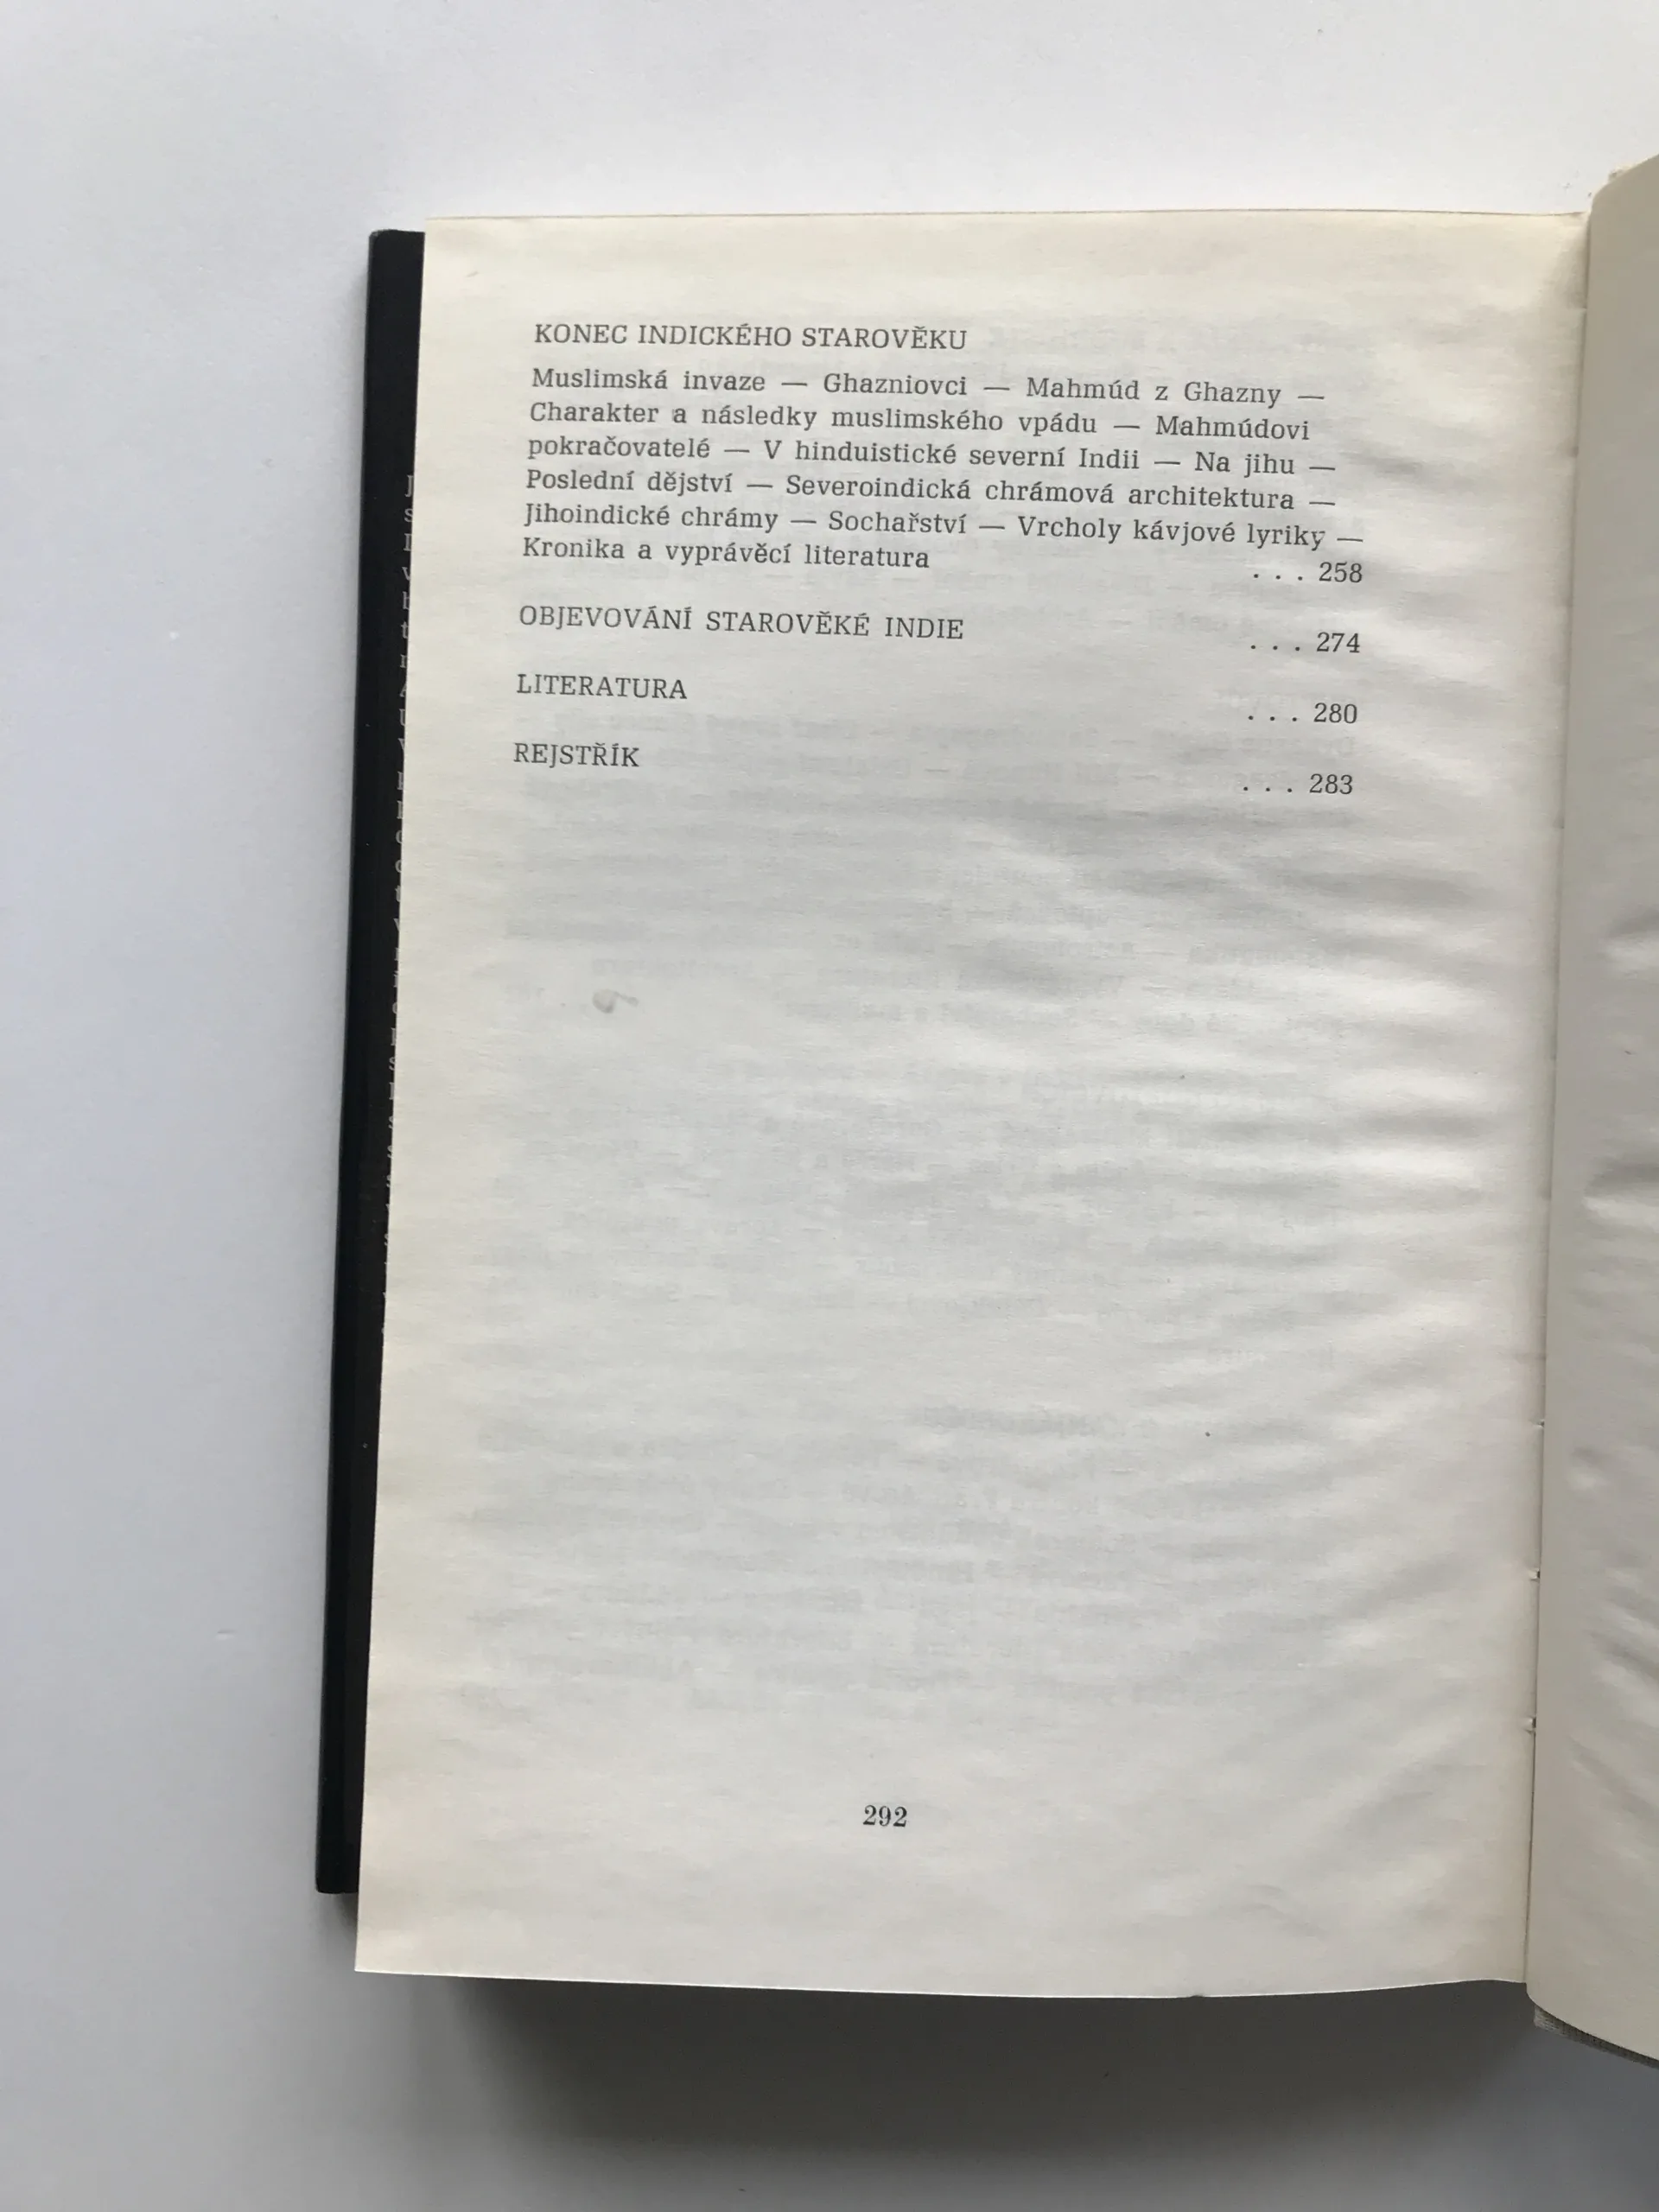 KONEC INDICKÉHO STAROVĚKU
Muslimská invaze — Ghazniovci — Mahmúd z Ghazny —
Charakter a následky muslimského vpádu — Mahmúdovi
pokračovatelé — V hinduistické severní Indii — Na jihu —
Poslední dějství — Severoindická chrámová architektura —
Jihoindické chrámy — Sochařství — Vrcholy kávjové lyriky —
Kronika a vyprávěcí literatura . . . 258
OBJEVOVÁNÍ STAROVĚKÉ INDIE . . . 274
LITERATURA . . . 280
REJSTŘÍK . . . 283
292